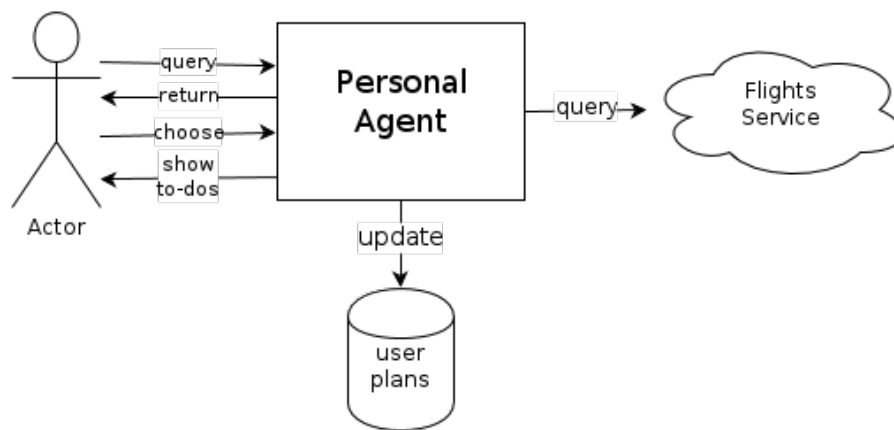 query
return
choose
show
to-dos
Actor
Personal
Agent
query
Flights
Service
update
user
plans